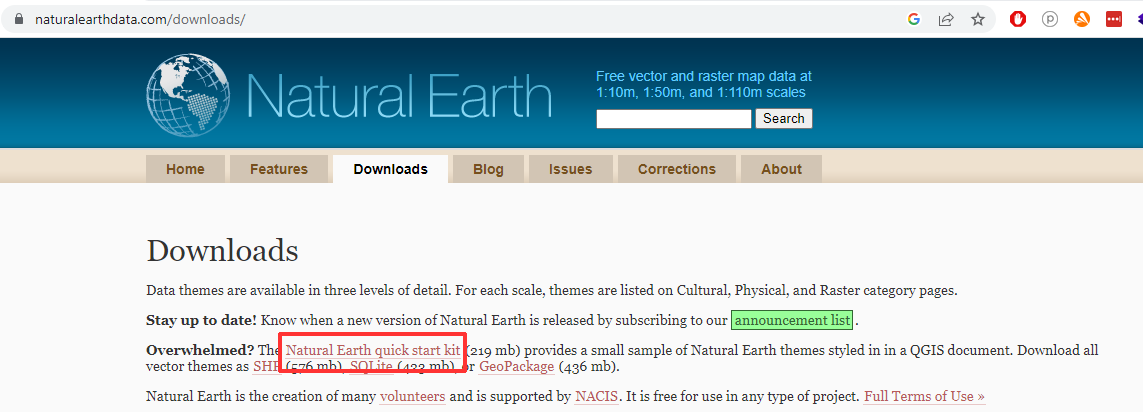 naturalearthdata.com/downloads/
Natural Earth
Free vector and raster map data at
1:10m, 1:50m, and 1:110m scales
Search
Home Features Downloads Blog Issues Corrections About
Downloads
Data themes are available in three levels of detail. For each scale, themes are listed on Cultural, Physical, and Raster category pages.
Stay up to date! Know when a new version of Natural Earth is released by subscribing to our announcement list .
Overwhelmed? The Natural Earth quick start kit (219 mb) provides a small sample of Natural Earth themes styled in in a QGIS document. Download all
vector themes as SHP (576 mb), SQLite (423 mb), or GeoPackage (436 mb).
Natural Earth is the creation of many volunteers and is supported by NACIS. It is free for use in any type of project. Full Terms of Use »